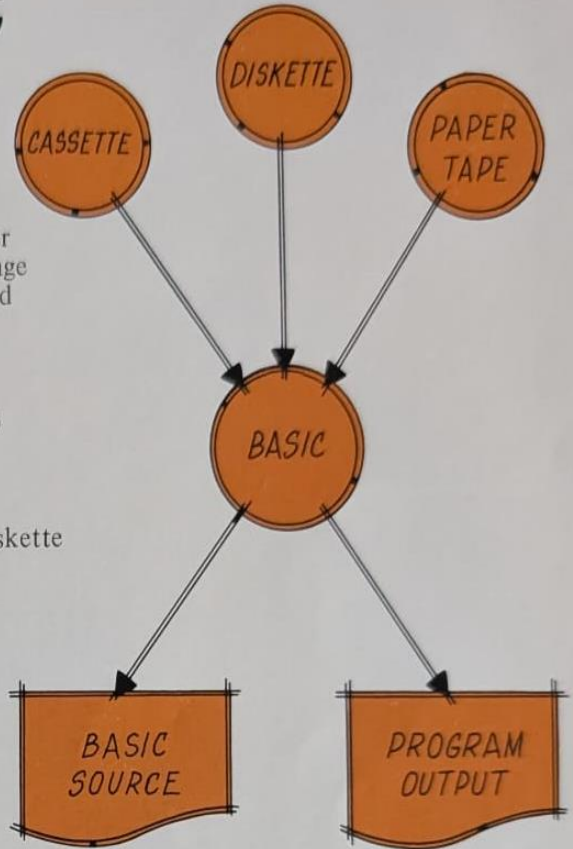 CASSETTE
DISKETTE
PAPER
TAPE
BASIC
BASIC
SOURCE
PROGRAM
OUTPUT